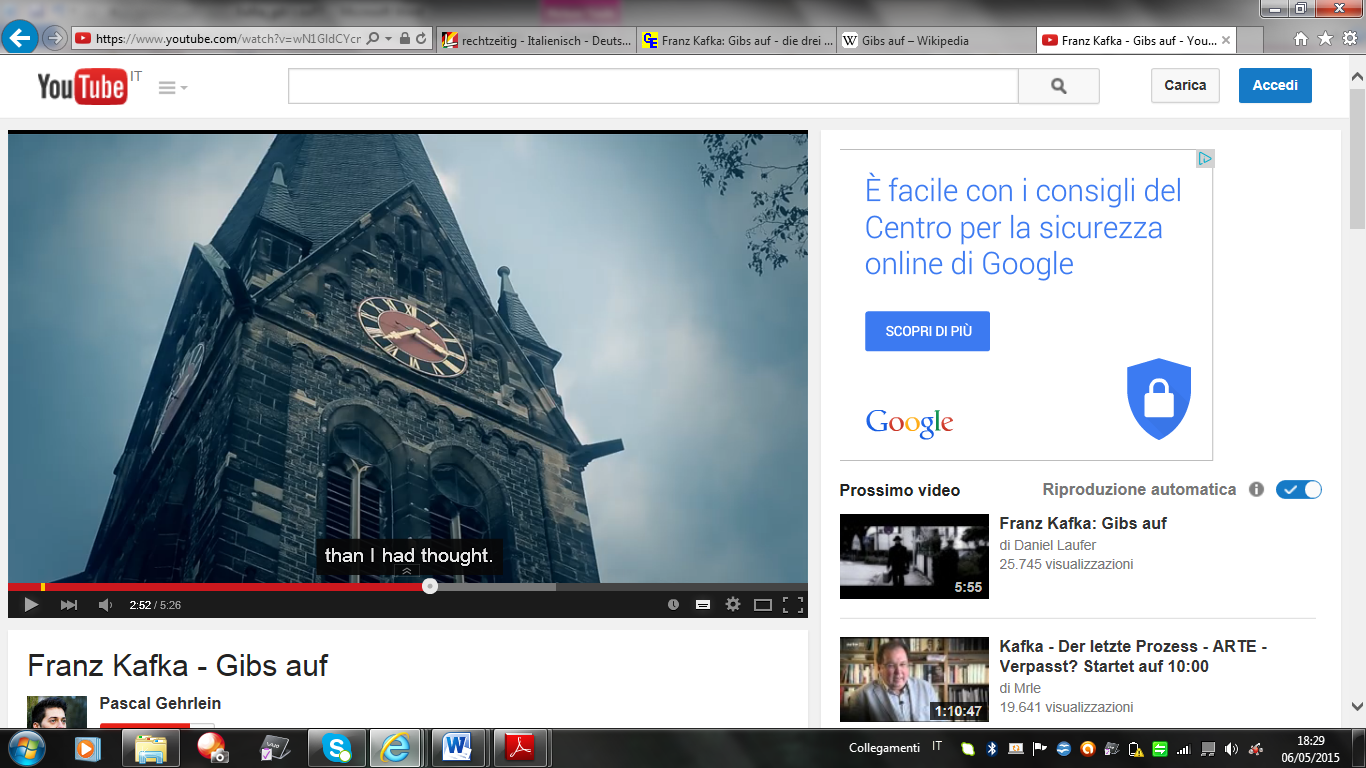 https://www.youtube.com/watch?v=wN1GldCYcr
rechtzeitig - Italienisch - Deuts...
Franz Kafka: Gibs auf - die drei ...
Gibs auf – Wikipedia
Franz Kafka - Gibs auf - You...
YouTube IT
Carica
Accedi
È facile con i consigli del
Centro per la sicurezza
online di Google
SCOPRI DI PIÙ
Google
than I had thought.
2:52 / 5:26
Prossimo video
Riproduzione automatica
Franz Kafka: Gibs auf
di Daniel Laufer
25.745 visualizzazioni
5:55
Kafka - Der letzte Prozess - ARTE -
Verpasst? Startet auf 10:00
di Mrle
19.641 visualizzazioni
1:10:47
Franz Kafka - Gibs auf
Pascal Gehrlein
Collegamenti
IT
18:29
06/05/2015